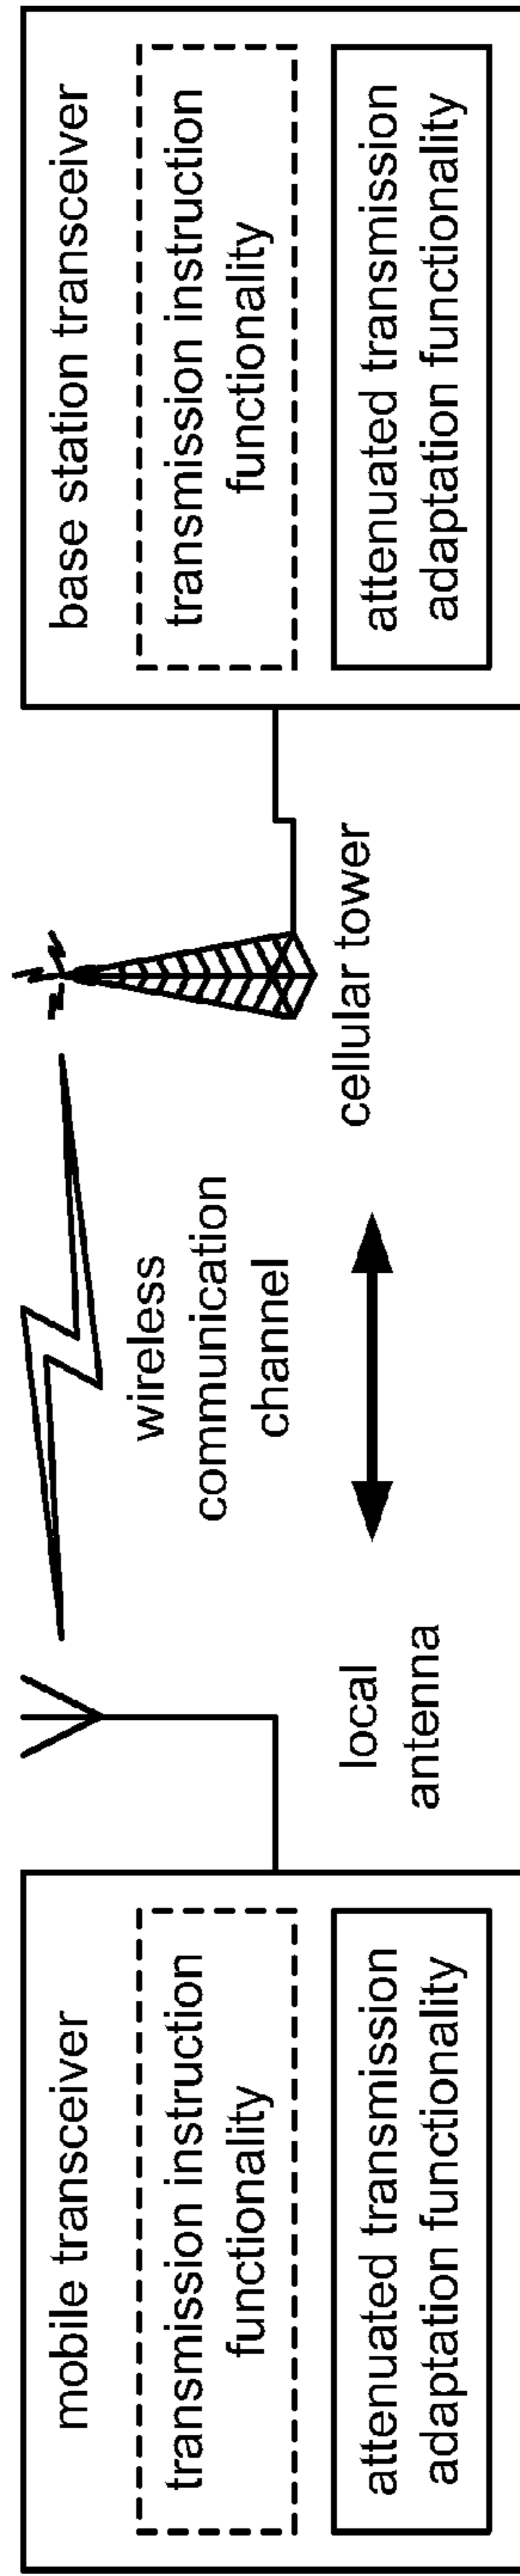 mobile transceiver
transmission instruction
functionality
attenuated transmission
adaptation functionality
local
antenna
wireless
communication
channel
cellular tower
base station transceiver
transmission instruction
functionality
attenuated transmission
adaptation functionality